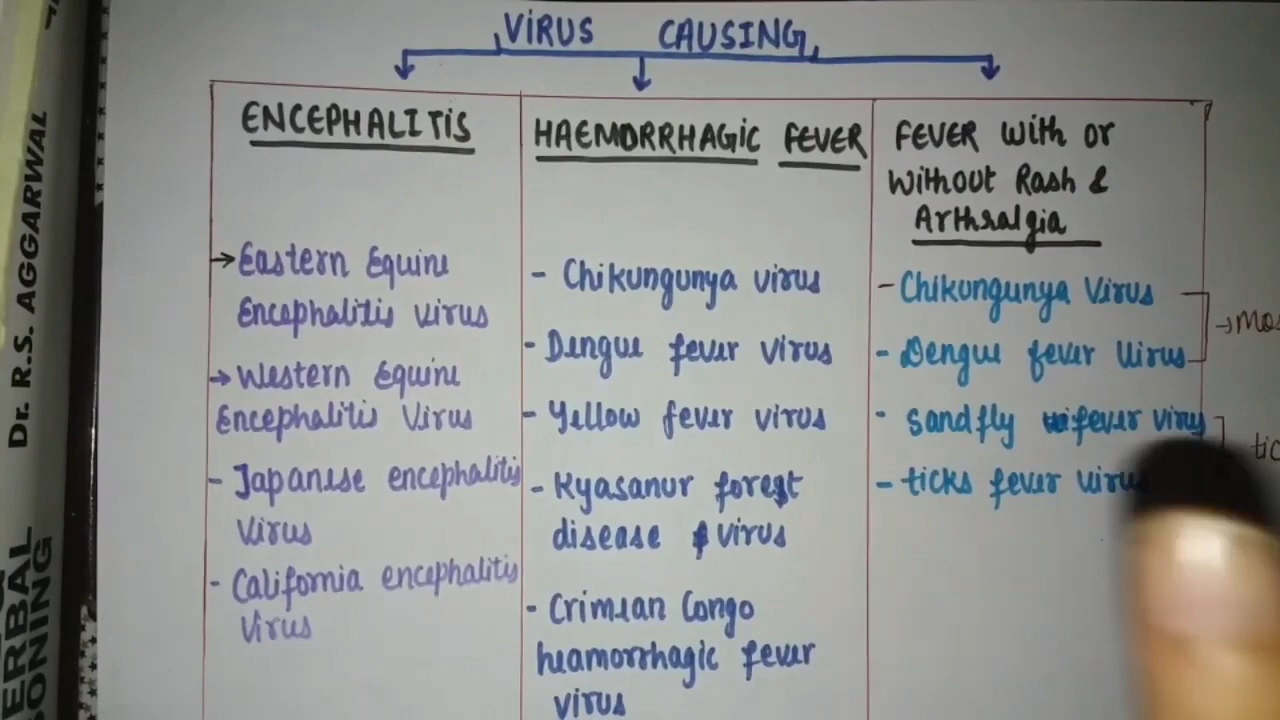 VIRUS CAUSING
ENCEPHALITIS
→ Eastern Equine
Encephalitis virus
→ Western Equine
Encephalitis Virus
- Japanese encephalitis
Virus
- California encephalitis
Virus
HAEMORRHAGIC FEVER
- Chikungunya virus
- Dengue fever virus
- Yellow fever virus
- Kyasanur forest
disease virus
- Crimean Congo
heamorrhagic fever
virus
FEVER with or
without Rash &
Arthralgia
- Chikungunya Virus
- Dengue fever Virus
- Sandfly fever virus
- ticks fever virus
Dr. R.S. AGGARWAL